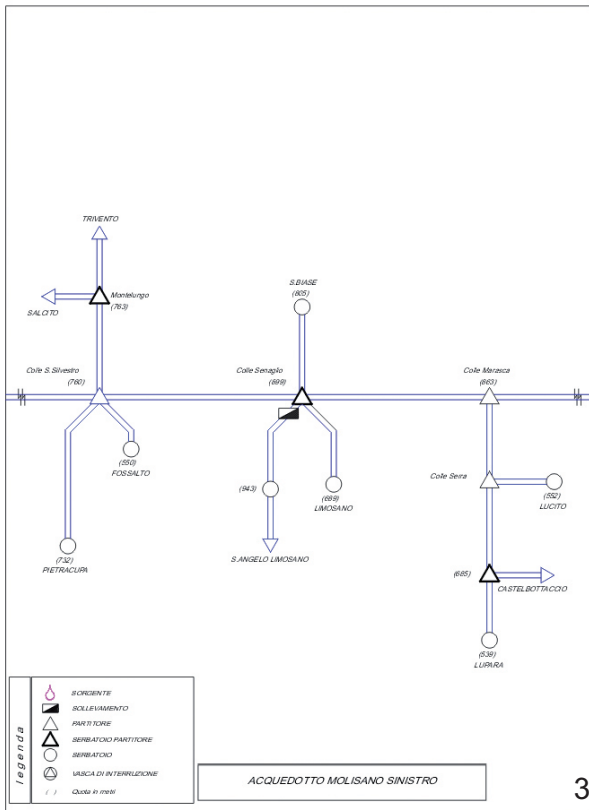 TRIVENTO
S.BIASE
(805)
Montelungo
(763)
SALCITO
Colle S. Silvestro
(760)
Colle Senaglio
(899)
Colle Marasca
(863)
(550)
FOSSALTO
(943)
(689)
LIMOSANO
Colle Serra
(552)
LUCITO
(732)
PIETRACUPA
S.ANGELO LIMOSANO
(685)
CASTELBOTTACCIO
(539)
LUPARA
legenda
SORGENTE
SOLLEVAMENTO
PARTITORE
SERBATOIO PARTITORE
SERBATOIO
VASCA DI INTERRUZIONE
( ) Quota in metri
ACQUEDOTTO MOLISANO SINISTRO
3